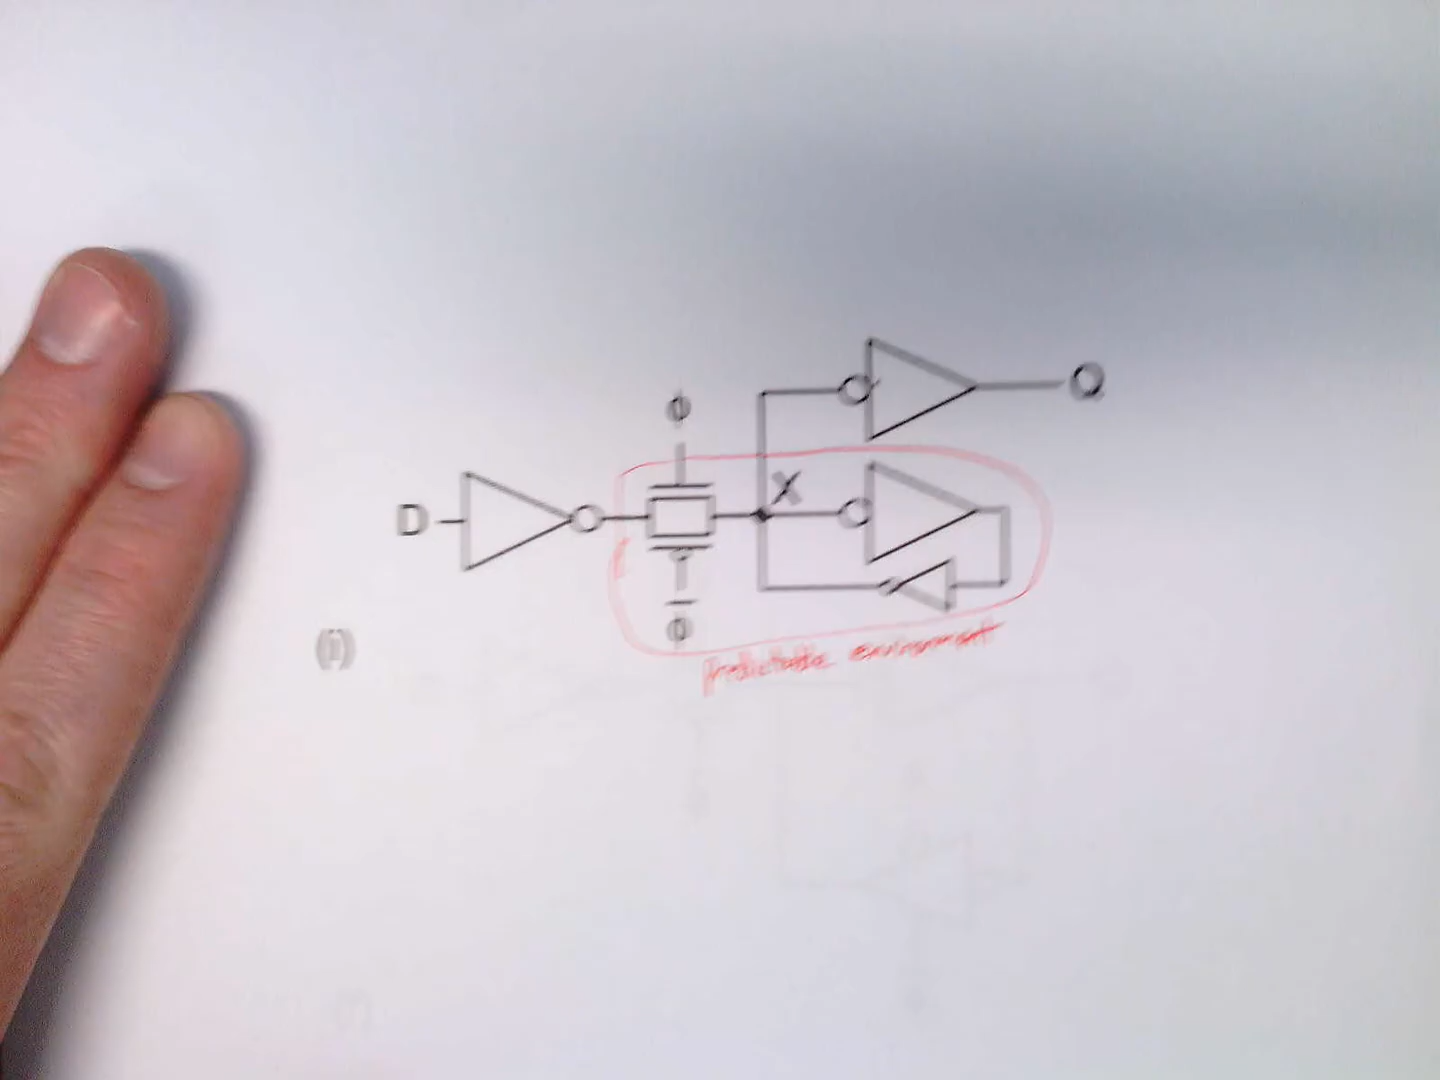 ϕ
Q
X
D
ϕ̅
(i)
predictable environment